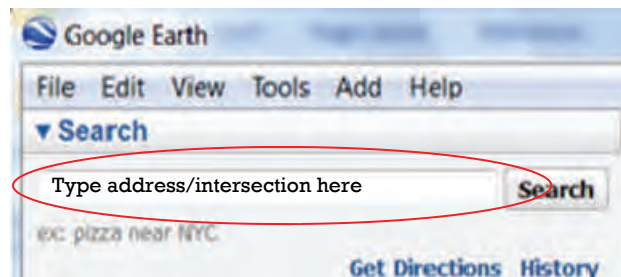 Google Earth
File Edit View Tools Add Help
▾ Search
Type address/intersection here Search
ex: pizza near NYC
Get Directions History